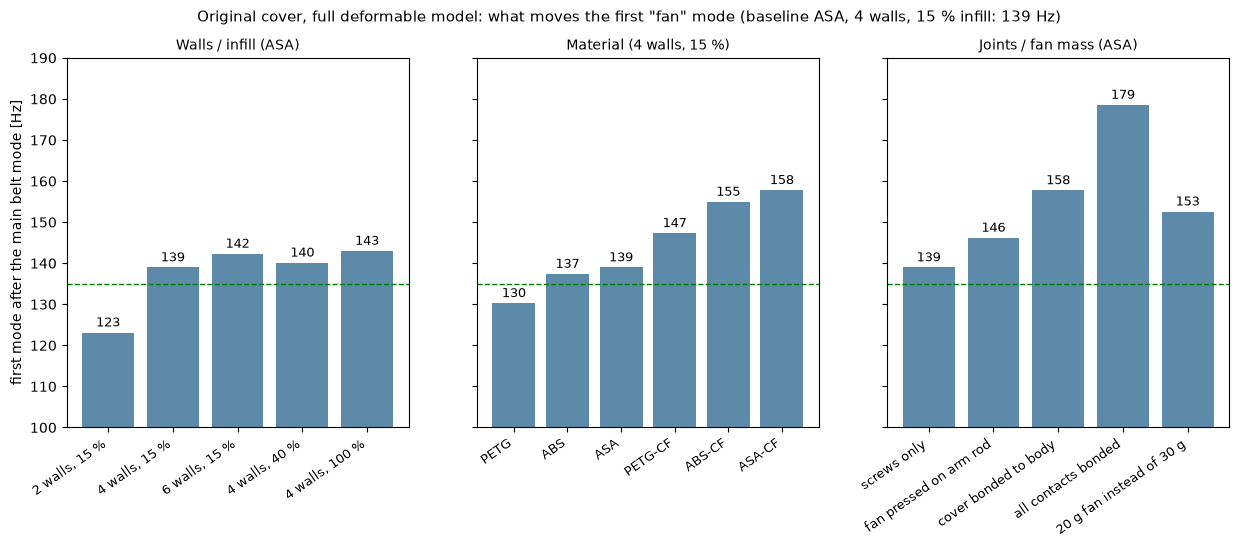 Original cover, full deformable model: what moves the first "fan" mode (baseline ASA, 4 walls, 15 % infill: 139 Hz)
Walls / infill (ASA)
first mode after the main belt mode [Hz]
190
180
170
160
150
140
130
120
110
100
123
139
142
140
143
2 walls, 15 %
4 walls, 15 %
6 walls, 15 %
4 walls, 40 %
4 walls, 100 %
Material (4 walls, 15 %)
130
137
139
147
155
158
PETG
ABS
ASA
PETG-CF
ABS-CF
ASA-CF
Joints / fan mass (ASA)
139
146
158
179
153
screws only
fan pressed on arm rod
cover bonded to body
all contacts bonded
20 g fan instead of 30 g